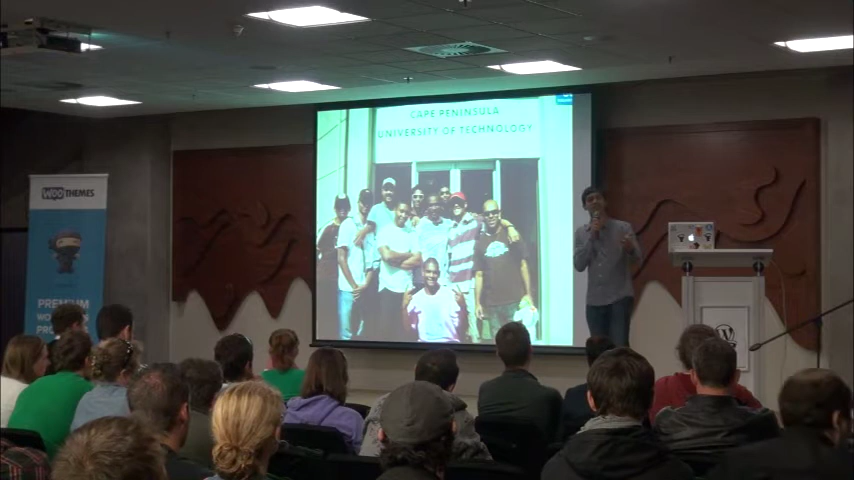 CAPE PENINSULA
UNIVERSITY OF TECHNOLOGY
WOO THEMES
PREMIUM